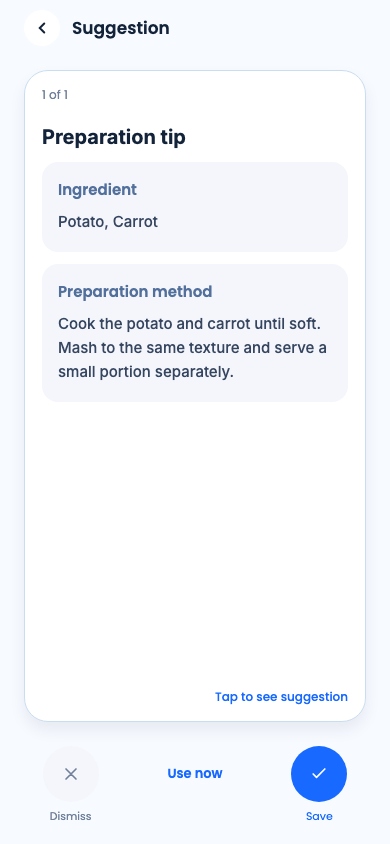 Suggestion
1 of 1
Preparation tip
Ingredient
Potato, Carrot
Preparation method
Cook the potato and carrot until soft.
Mash to the same texture and serve a
small portion separately.
Tap to see suggestion
Use now
Dismiss
Save